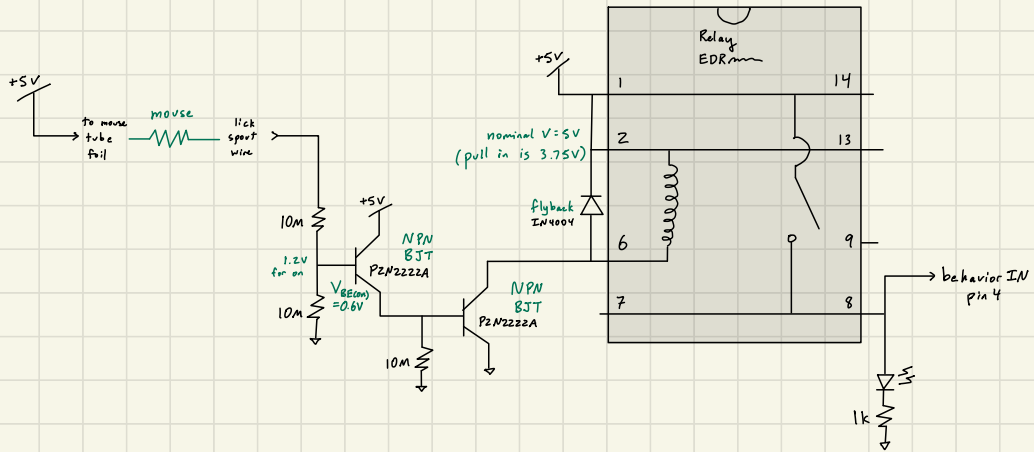 +5V
to mouse
tube
foil
mouse
lick
spout
wire
10M
1.2V
for on
10M
+5V
NPN
BJT
P2N2222A
VBE(on)
=0.6V
10M
NPN
BJT
P2N2222A
+5V
nominal V=5V
(pull in is 3.75V)
flyback
IN4004
Relay
EDR
1
14
2
13
6
9
7
8
behavior IN
pin 4
1k